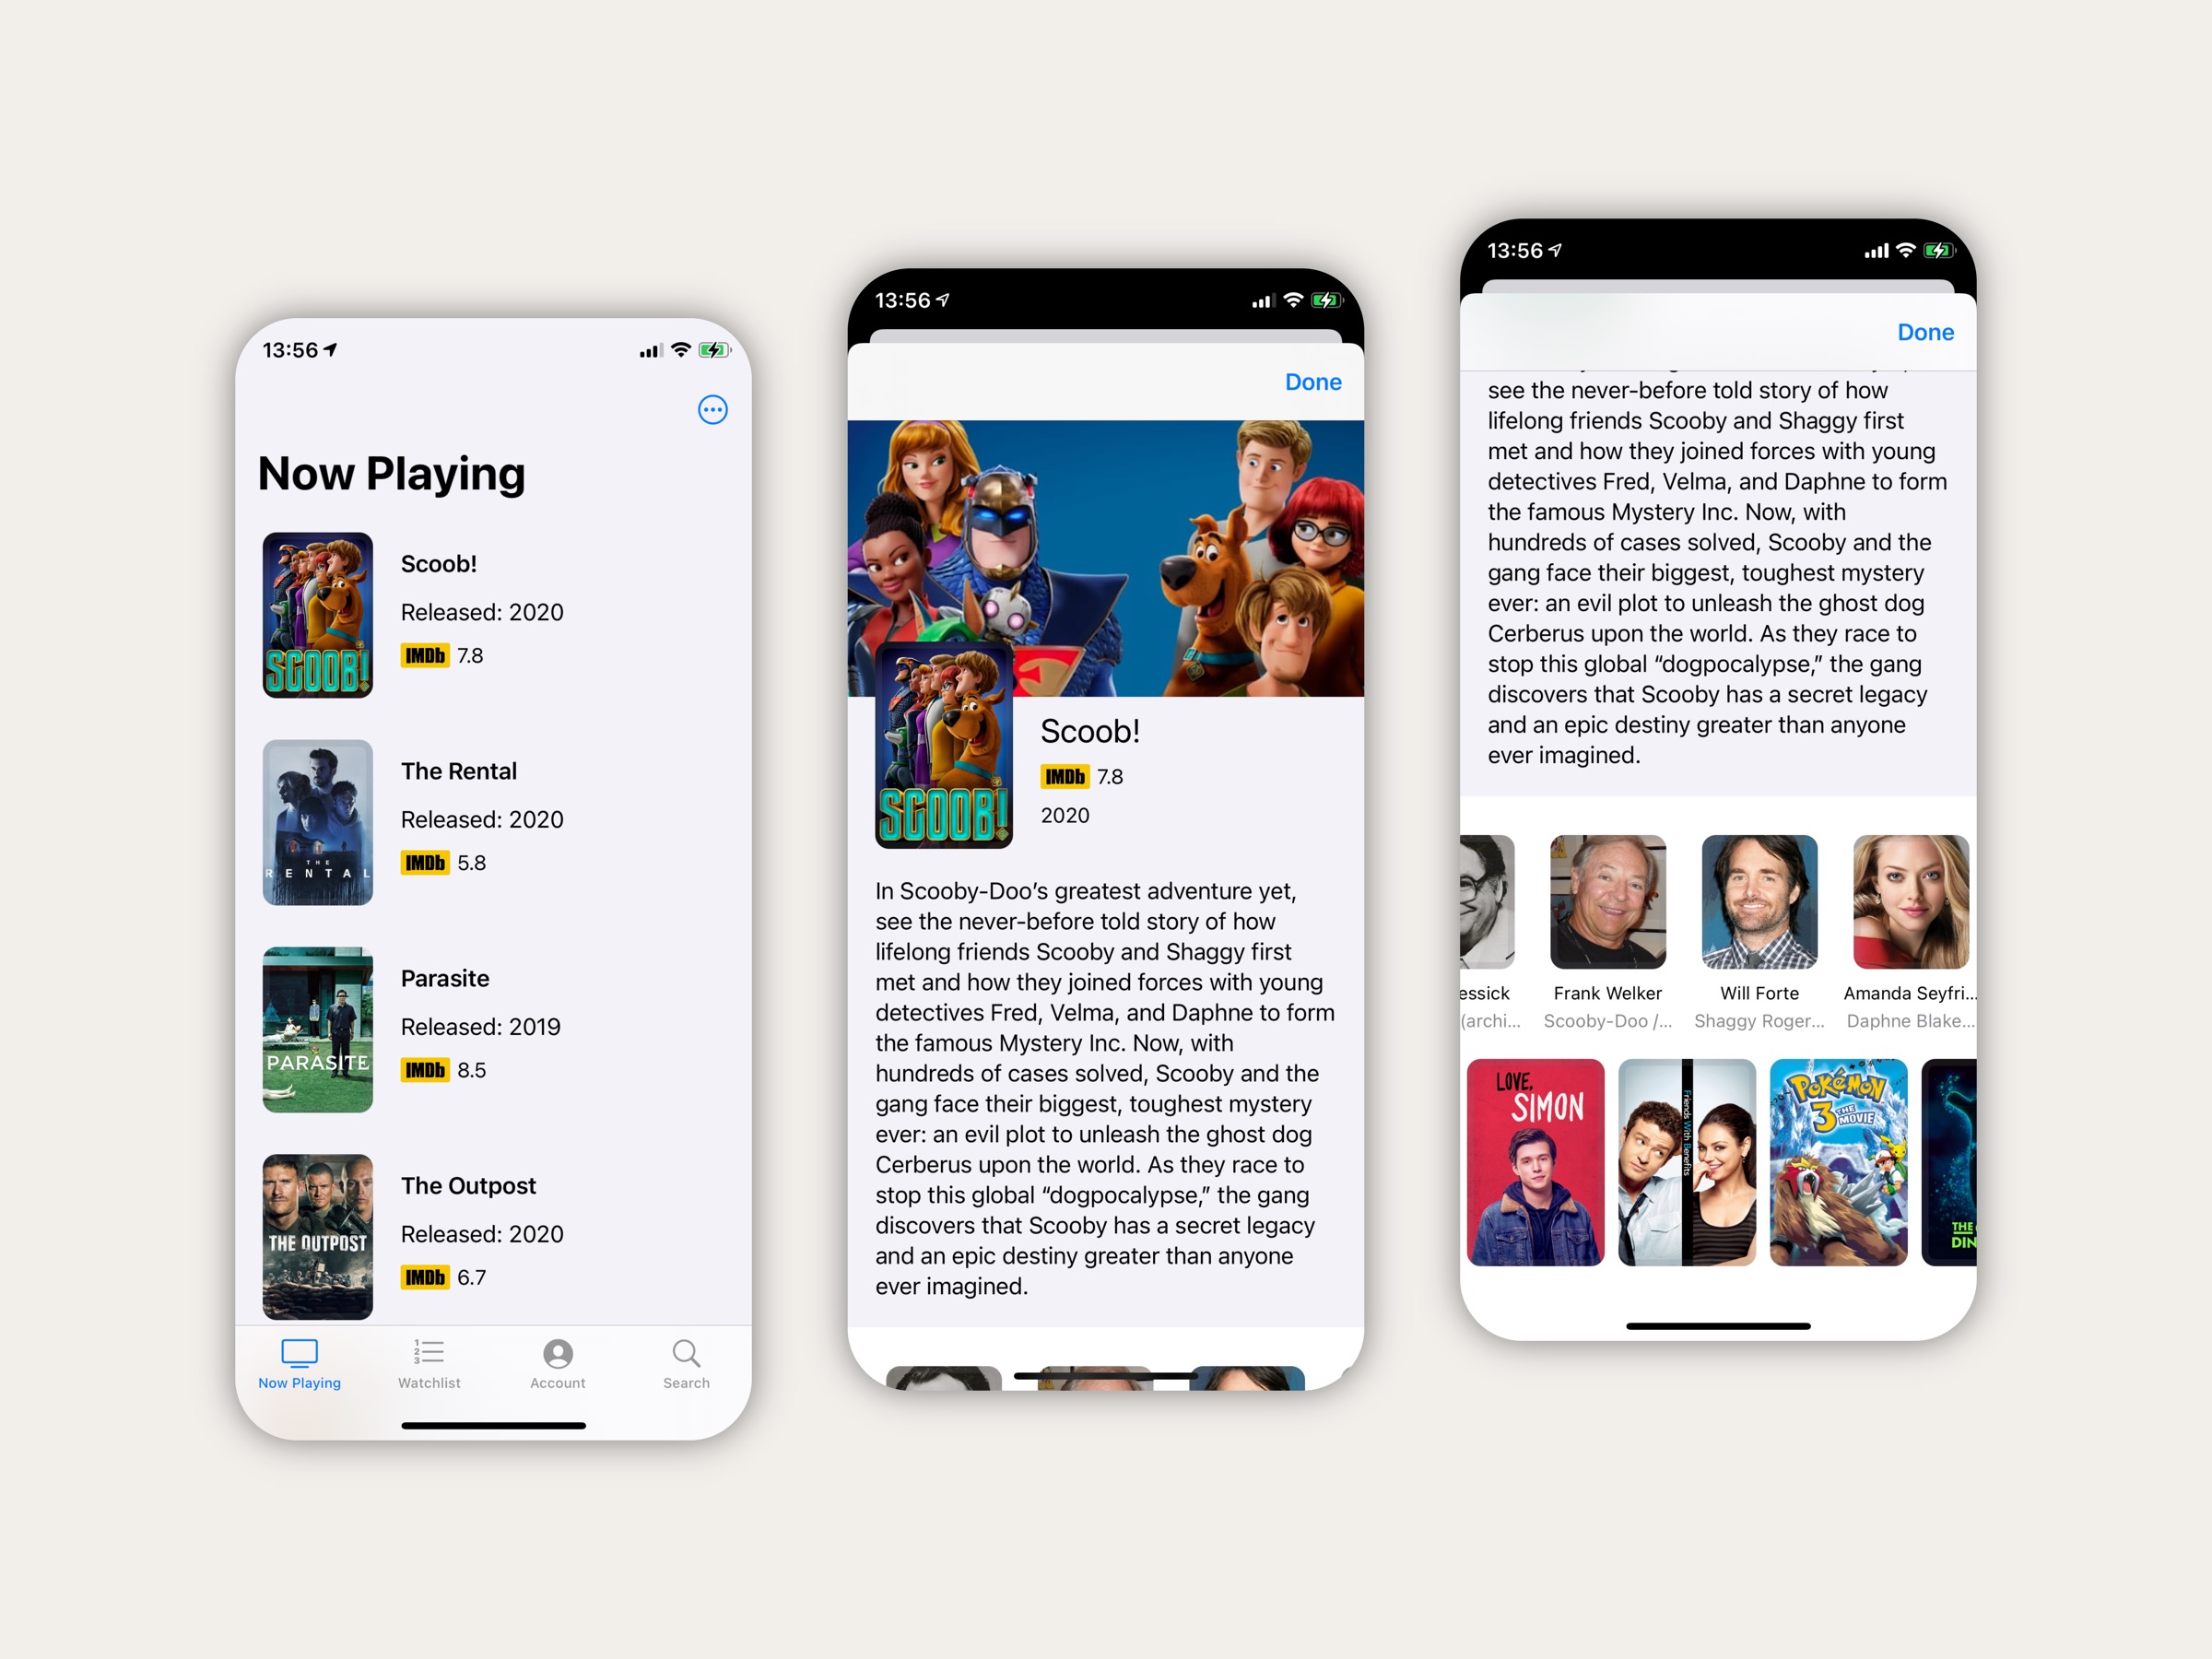 13:56
Now Playing
SCOOB!
Scoob!
Released: 2020
IMDb 7.8
THE
RENTAL
The Rental
Released: 2020
IMDb 5.8
PARASITE
Parasite
Released: 2019
IMDb 8.5
THE OUTPOST
The Outpost
Released: 2020
IMDb 6.7
1
2
3
Now Playing
Watchlist
Account
Search
13:56
Done
SCOOB!
Scoob!
IMDb 7.8
2020
In Scooby-Doo’s greatest adventure yet,
see the never-before told story of how
lifelong friends Scooby and Shaggy first
met and how they joined forces with young
detectives Fred, Velma, and Daphne to form
the famous Mystery Inc. Now, with
hundreds of cases solved, Scooby and the
gang face their biggest, toughest mystery
ever: an evil plot to unleash the ghost dog
Cerberus upon the world. As they race to
stop this global “dogpocalypse,” the gang
discovers that Scooby has a secret legacy
and an epic destiny greater than anyone
ever imagined.
13:56
Done
see the never-before told story of how
lifelong friends Scooby and Shaggy first
met and how they joined forces with young
detectives Fred, Velma, and Daphne to form
the famous Mystery Inc. Now, with
hundreds of cases solved, Scooby and the
gang face their biggest, toughest mystery
ever: an evil plot to unleash the ghost dog
Cerberus upon the world. As they race to
stop this global “dogpocalypse,” the gang
discovers that Scooby has a secret legacy
and an epic destiny greater than anyone
ever imagined.
essick
(archi...
Frank Welker
Scooby-Doo /...
Will Forte
Shaggy Roger...
Amanda Seyfri...
Daphne Blake...
LOVE,
SIMON
Friends With Benefits
POKéMON
3 THE MOVIE
THE
DIN